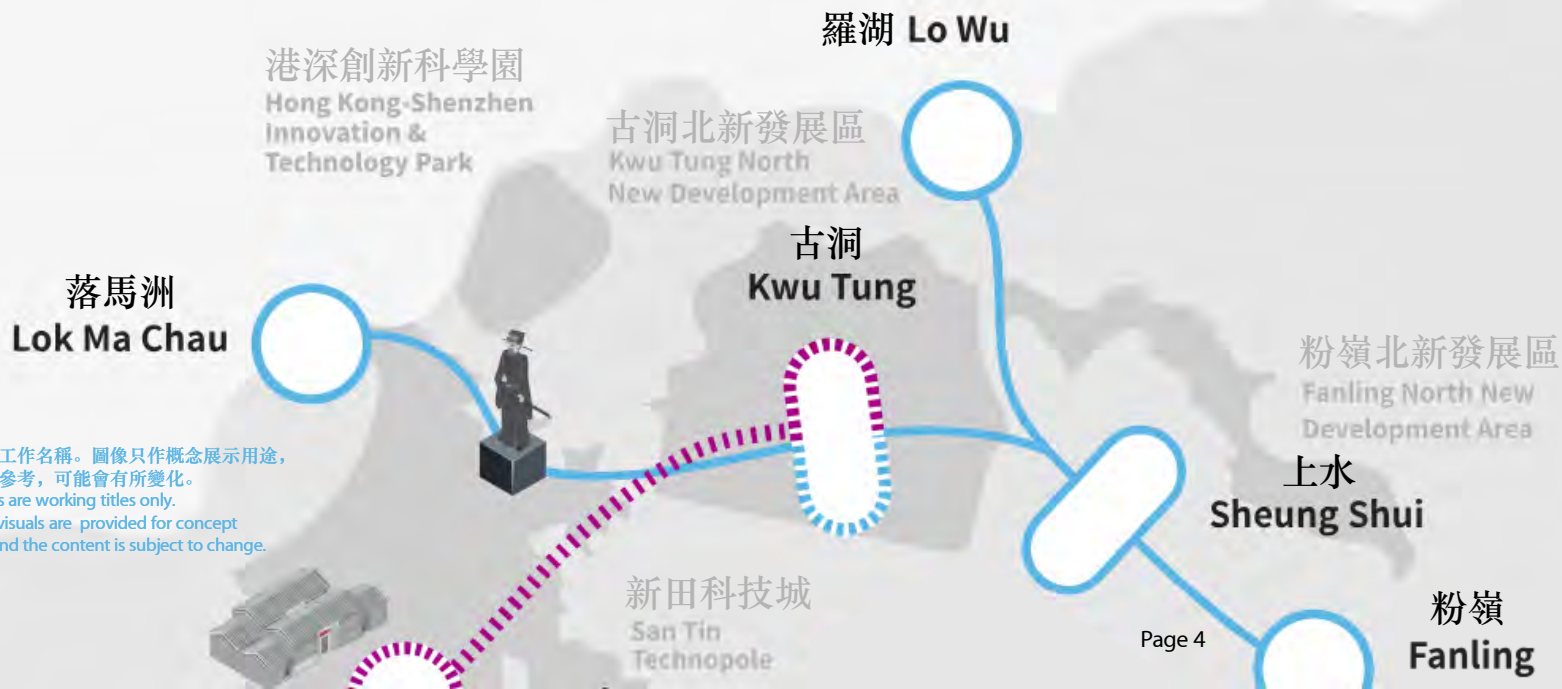 羅湖 Lo Wu
港深創新科學園
Hong Kong-Shenzhen
Innovation &
Technology Park
古洞北新發展區
Kwu Tung North
New Development Area
古洞
Kwu Tung
落馬洲
Lok Ma Chau
粉嶺北新發展區
Fanling North New
Development Area
工作名稱。圖像只作概念展示用途,
參考,可能會有所變化。
s are working titles only.
visuals are provided for concept
nd the content is subject to change.
上水
Sheung Shui
新田科技城
San Tin
Technopole
Page 4
粉嶺
Fanling